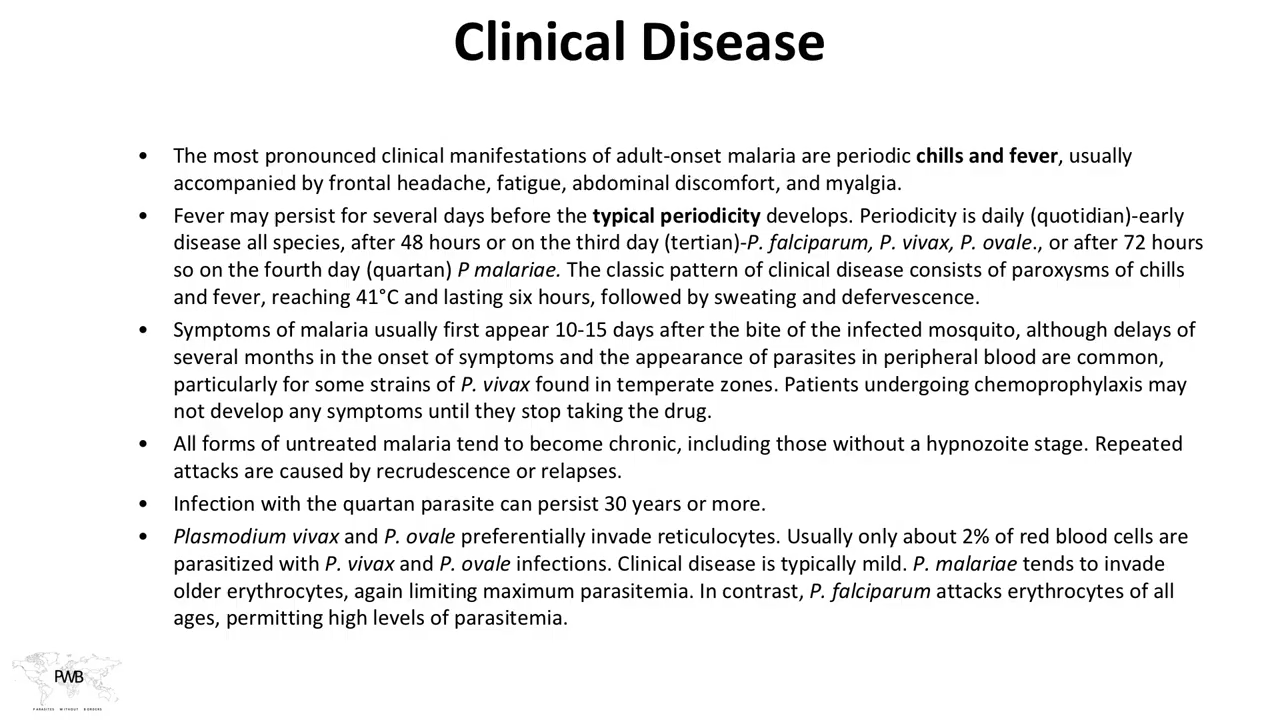 Clinical Disease
• The most pronounced clinical manifestations of adult-onset malaria are periodic chills and fever, usually
accompanied by frontal headache, fatigue, abdominal discomfort, and myalgia.
• Fever may persist for several days before the typical periodicity develops. Periodicity is daily (quotidian)-early
disease all species, after 48 hours or on the third day (tertian)-P. falciparum, P. vivax, P. ovale., or after 72 hours
so on the fourth day (quartan) P malariae. The classic pattern of clinical disease consists of paroxysms of chills
and fever, reaching 41°C and lasting six hours, followed by sweating and defervescence.
• Symptoms of malaria usually first appear 10-15 days after the bite of the infected mosquito, although delays of
several months in the onset of symptoms and the appearance of parasites in peripheral blood are common,
particularly for some strains of P. vivax found in temperate zones. Patients undergoing chemoprophylaxis may
not develop any symptoms until they stop taking the drug.
• All forms of untreated malaria tend to become chronic, including those without a hypnozoite stage. Repeated
attacks are caused by recrudescence or relapses.
• Infection with the quartan parasite can persist 30 years or more.
• Plasmodium vivax and P. ovale preferentially invade reticulocytes. Usually only about 2% of red blood cells are
parasitized with P. vivax and P. ovale infections. Clinical disease is typically mild. P. malariae tends to invade
older erythrocytes, again limiting maximum parasitemia. In contrast, P. falciparum attacks erythrocytes of all
ages, permitting high levels of parasitemia.
PWB
PARASITES WITHOUT BORDERS